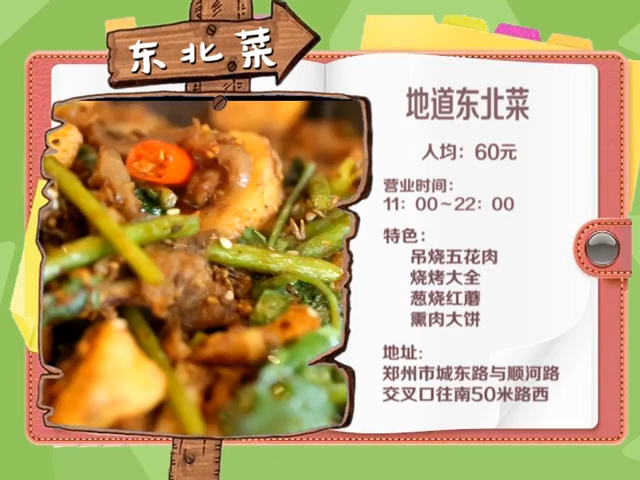 东北菜
地道东北菜
人均：60元
营业时间：
11：00~22：00
特色：
吊烧五花肉
烧烤大全
葱烧红蘑
熏肉大饼
地址：
郑州市城东路与顺河路
交叉口往南50米路西